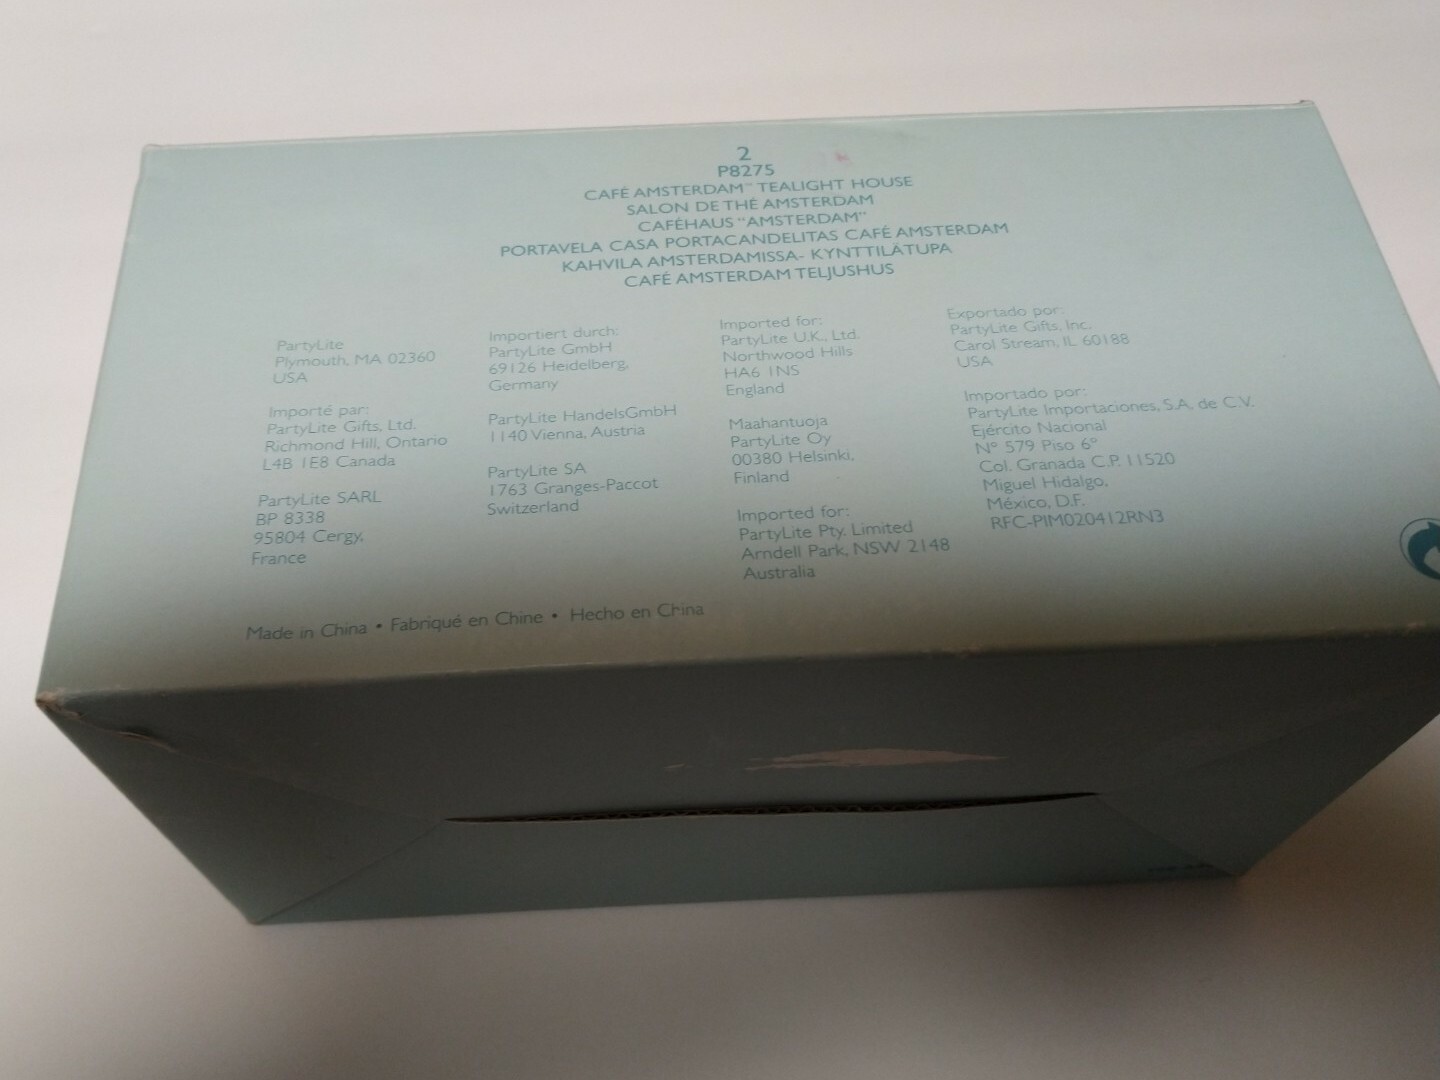 2
P8275
CAFÉ AMSTERDAM™ TEALIGHT HOUSE
SALON DE THÉ AMSTERDAM
CAFÉHAUS "AMSTERDAM"
PORTAVELA CASA PORTACANDELITAS CAFÉ AMSTERDAM
KAHVILA AMSTERDAMISSA- KYNTTILÄTUPA
CAFÉ AMSTERDAM TELJUSHUS
PartyLite
Plymouth, MA 02360
USA
Importé par:
PartyLite Gifts, Ltd.
Richmond Hill, Ontario
L4B 1E8 Canada
PartyLite SARL
BP 8338
95804 Cergy,
France
Importiert durch:
PartyLite GmbH
69126 Heidelberg,
Germany
PartyLite HandelsGmbH
1140 Vienna, Austria
PartyLite SA
1763 Granges-Paccot
Switzerland
Imported for:
PartyLite U.K., Ltd.
Northwood Hills
HA6 1NS
England
Maahantuoja
PartyLite Oy
00380 Helsinki,
Finland
Imported for:
PartyLite Pty. Limited
Arndell Park, NSW 2148
Australia
Exportado por:
PartyLite Gifts, Inc.
Carol Stream, IL 60188
USA
Importado por:
PartyLite Importaciones, S.A. de C.V.
Ejército Nacional
Nº 579 Piso 6º
Col. Granada C.P. 11520
Miguel Hidalgo,
México, D.F.
RFC-PIM020412RN3
Made in China • Fabriqué en Chine • Hecho en China